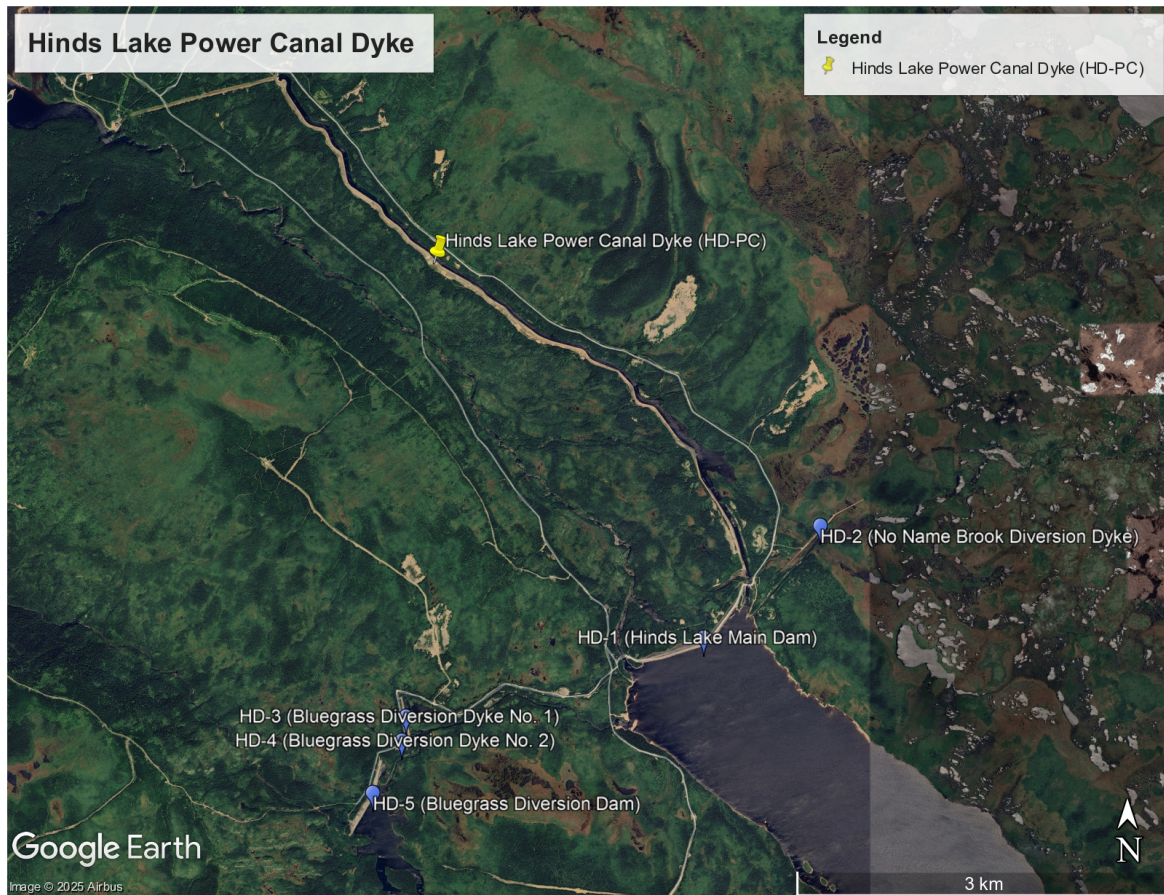 Hinds Lake Power Canal Dyke
Legend
Hinds Lake Power Canal Dyke (HD-PC)
Hinds Lake Power Canal Dyke (HD-PC)
HD-2 (No Name Brook Diversion Dyke)
HD-1 (Hinds Lake Main Dam)
HD-3 (Bluegrass Diversion Dyke No. 1)
HD-4 (Bluegrass Diversion Dyke No. 2)
HD-5 (Bluegrass Diversion Dam)
Google Earth
N
Image © 2025 Airbus
3 km